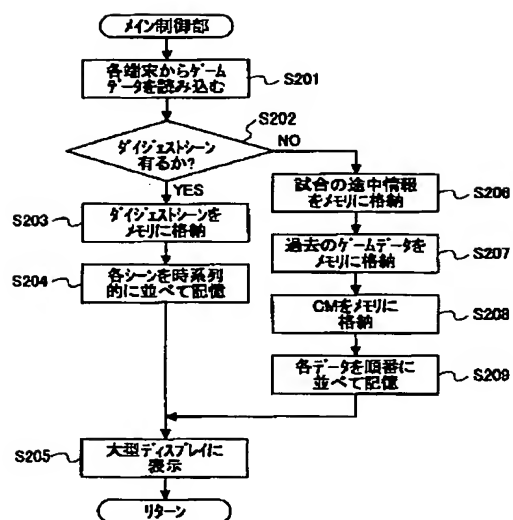 メイン制御部
各端末からゲーム
データを読み込む
S201
S202
ダイジェストシーン
有るか?
NO
YES
S203
ダイジェストシーンを
メモリに格納
S204
各シーンを時系列
的に並べて記憶
試合の途中情報
をメモリに格納
S206
過去のゲームデータを
メモリに格納
S207
CMをメモリに
格納
S208
各データを順番に
並べて記憶
S209
S205
大型ディスプレイに
表示
リターン